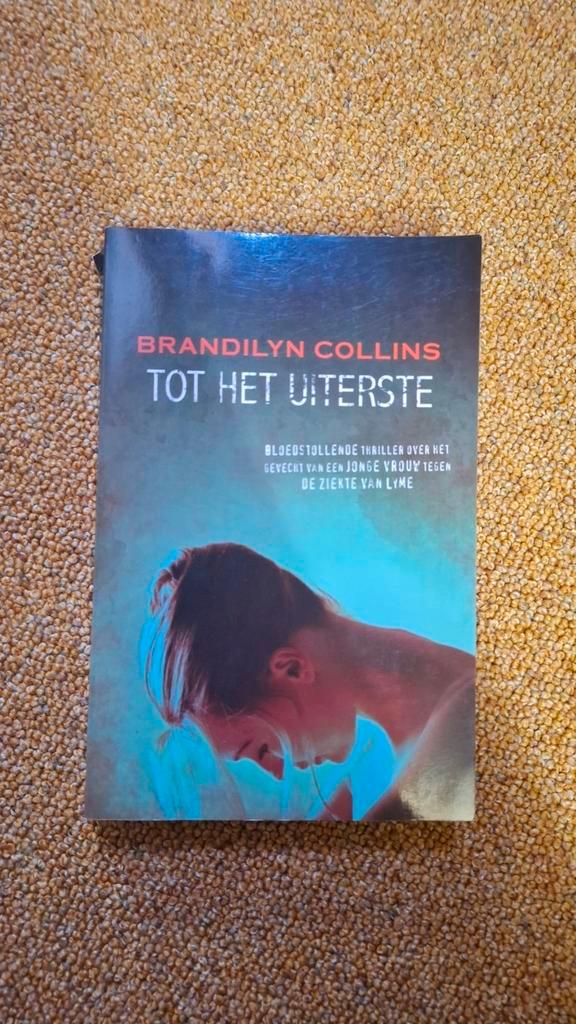 BRANDILYN COLLINS
TOT HET UITERSTE
BLOEDSTOLLENDE THRILLER OVER HET
GEVECHT VAN EEN JONGE VROUW TEGEN
DE ZIEKTE VAN LYME